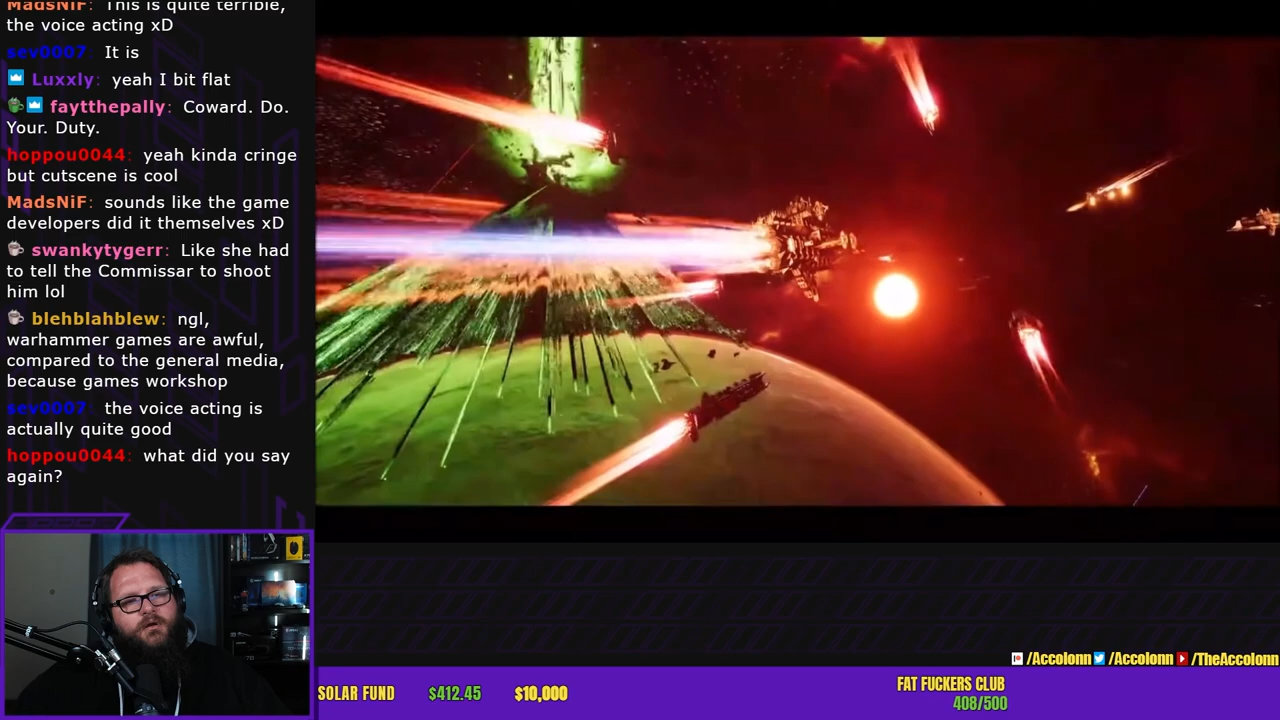 MadsNiF: This is quite terrible,
the voice acting xD
sev0007: It is
Luxxly: yeah I bit flat
faytthepally: Coward. Do.
Your. Duty.
hoppou0044: yeah kinda cringe
but cutscene is cool
MadsNiF: sounds like the game
developers did it themselves xD
swankytygerr: Like she had
to tell the Commissar to shoot
him lol
blehblahblew: ngl,
warhammer games are awful,
compared to the general media,
because games workshop
sev0007: the voice acting is
actually quite good
hoppou0044: what did you say
again?
/Accolonn /Accolonn /TheAccolonn
SOLAR FUND $412.45 $10,000
FAT FUCKERS CLUB
408/500